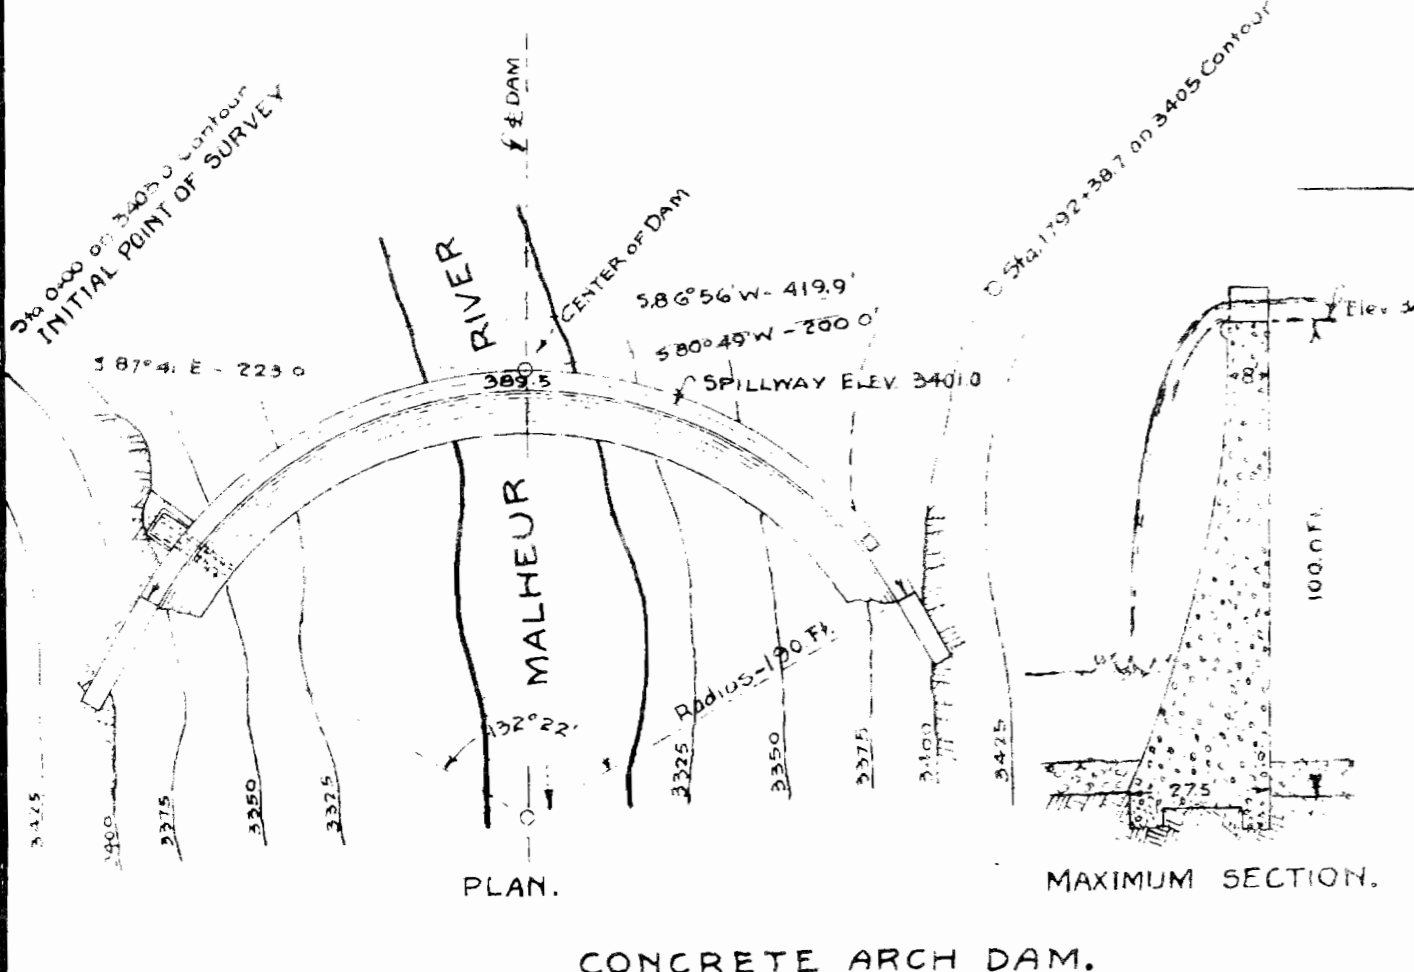 Sta 0+00 on 3405.0 Contour
INITIAL POINT OF SURVEY
℄ DAM
CENTER OF DAM
Sta. 1792+38.7 on 3405 Contour
RIVER
S.86°56'W- 419.9'
S 80°49'W - 200 0'
S 87°41 E - 223 0
389.5
SPILLWAY ELEV. 3401.0
Elev.
8'
100.0 Ft.
MALHEUR
Radius-190 Ft.
132°22'
27.5
3425
3400
3375
3350
3325
3325
3350
3375
3400
3425
PLAN.
MAXIMUM SECTION.
CONCRETE ARCH DAM.